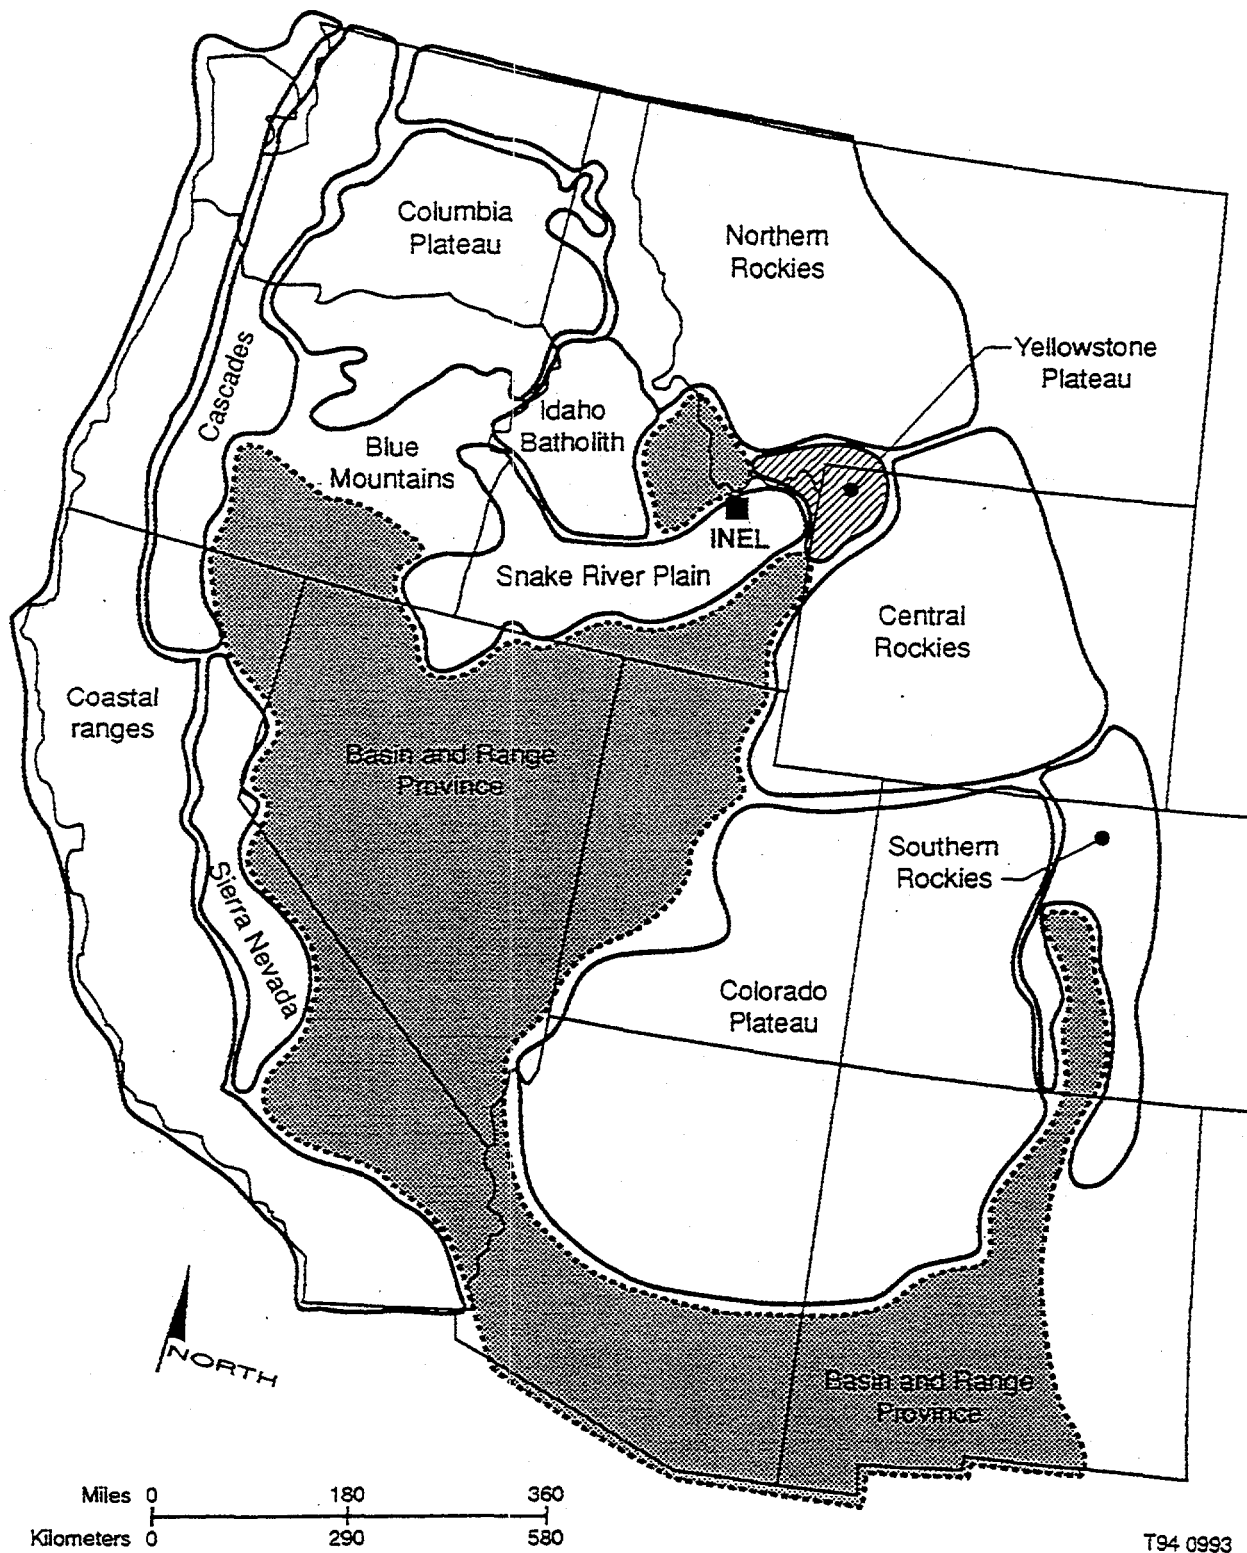 Columbia
Plateau
Northern
Rockies
Yellowstone
Plateau
Cascades
Idaho
Batholith
Blue
Mountains
INEL
Snake River Plain
Central
Rockies
Coastal
ranges
Basin and Range
Province
Southern
Rockies
Sierra Nevada
Colorado
Plateau
NORTH
Basin and Range
Province
Miles 0 180 360
Kilometers 0 290 580
T94 0993